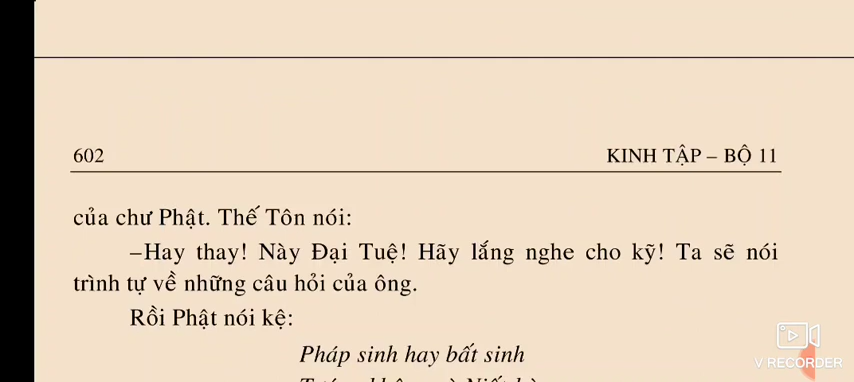 602 KINH TẬP – BỘ 11
của chư Phật. Thế Tôn nói:
–Hay thay! Này Đại Tuệ! Hãy lắng nghe cho kỹ! Ta sẽ nói
trình tự về những câu hỏi của ông.
Rồi Phật nói kệ:
Pháp sinh hay bất sinh
V RECORDER